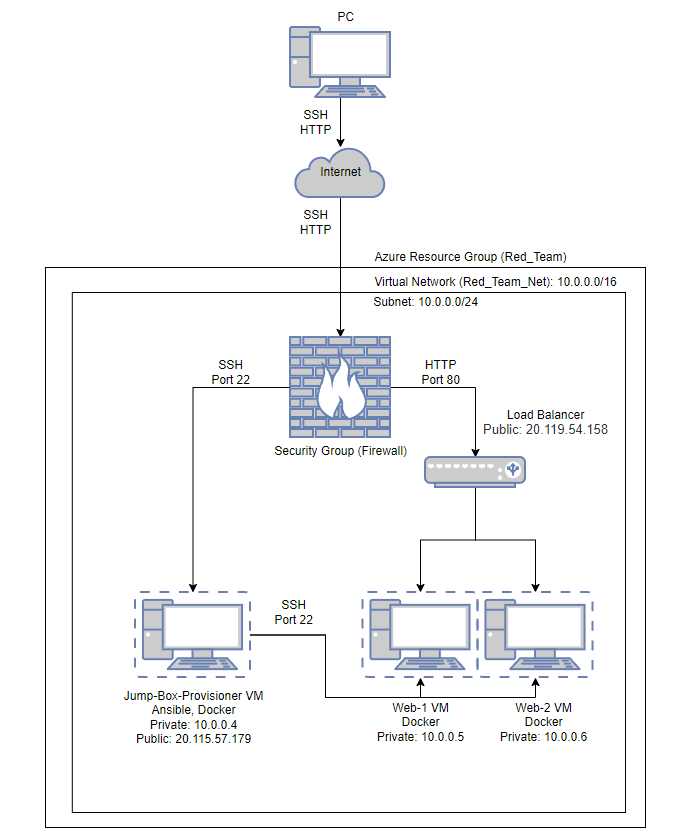 PC
SSH
HTTP
Internet
SSH
HTTP
Azure Resource Group (Red_Team)
Virtual Network (Red_Team_Net): 10.0.0.0/16
Subnet: 10.0.0.0/24
SSH
Port 22
HTTP
Port 80
Load Balancer
Public: 20.119.54.158
Security Group (Firewall)
SSH
Port 22
Jump-Box-Provisioner VM
Ansible, Docker
Private: 10.0.0.4
Public: 20.115.57.179
Web-1 VM
Docker
Private: 10.0.0.5
Web-2 VM
Docker
Private: 10.0.0.6